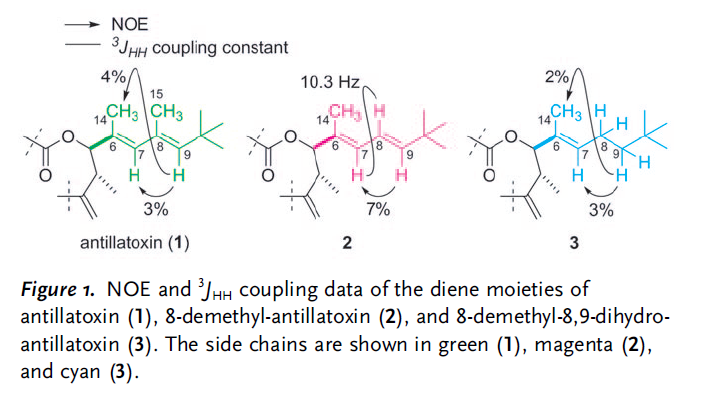 NOE
³J_HH coupling constant
4%
15
14 CH₃ CH₃
O
O
6 7 8 9
H H
3%
antillatoxin (1)
10.3 Hz
14 CH₃ H
O
O
6 7 8 9
H H
7%
2
2%
14 CH₃ H
H
O
O
6 7 8 9
H
H H
3%
3
Figure 1. NOE and ³J_HH coupling data of the diene moieties of
antillatoxin (1), 8-demethyl-antillatoxin (2), and 8-demethyl-8,9-dihydro-
antillatoxin (3). The side chains are shown in green (1), magenta (2),
and cyan (3).